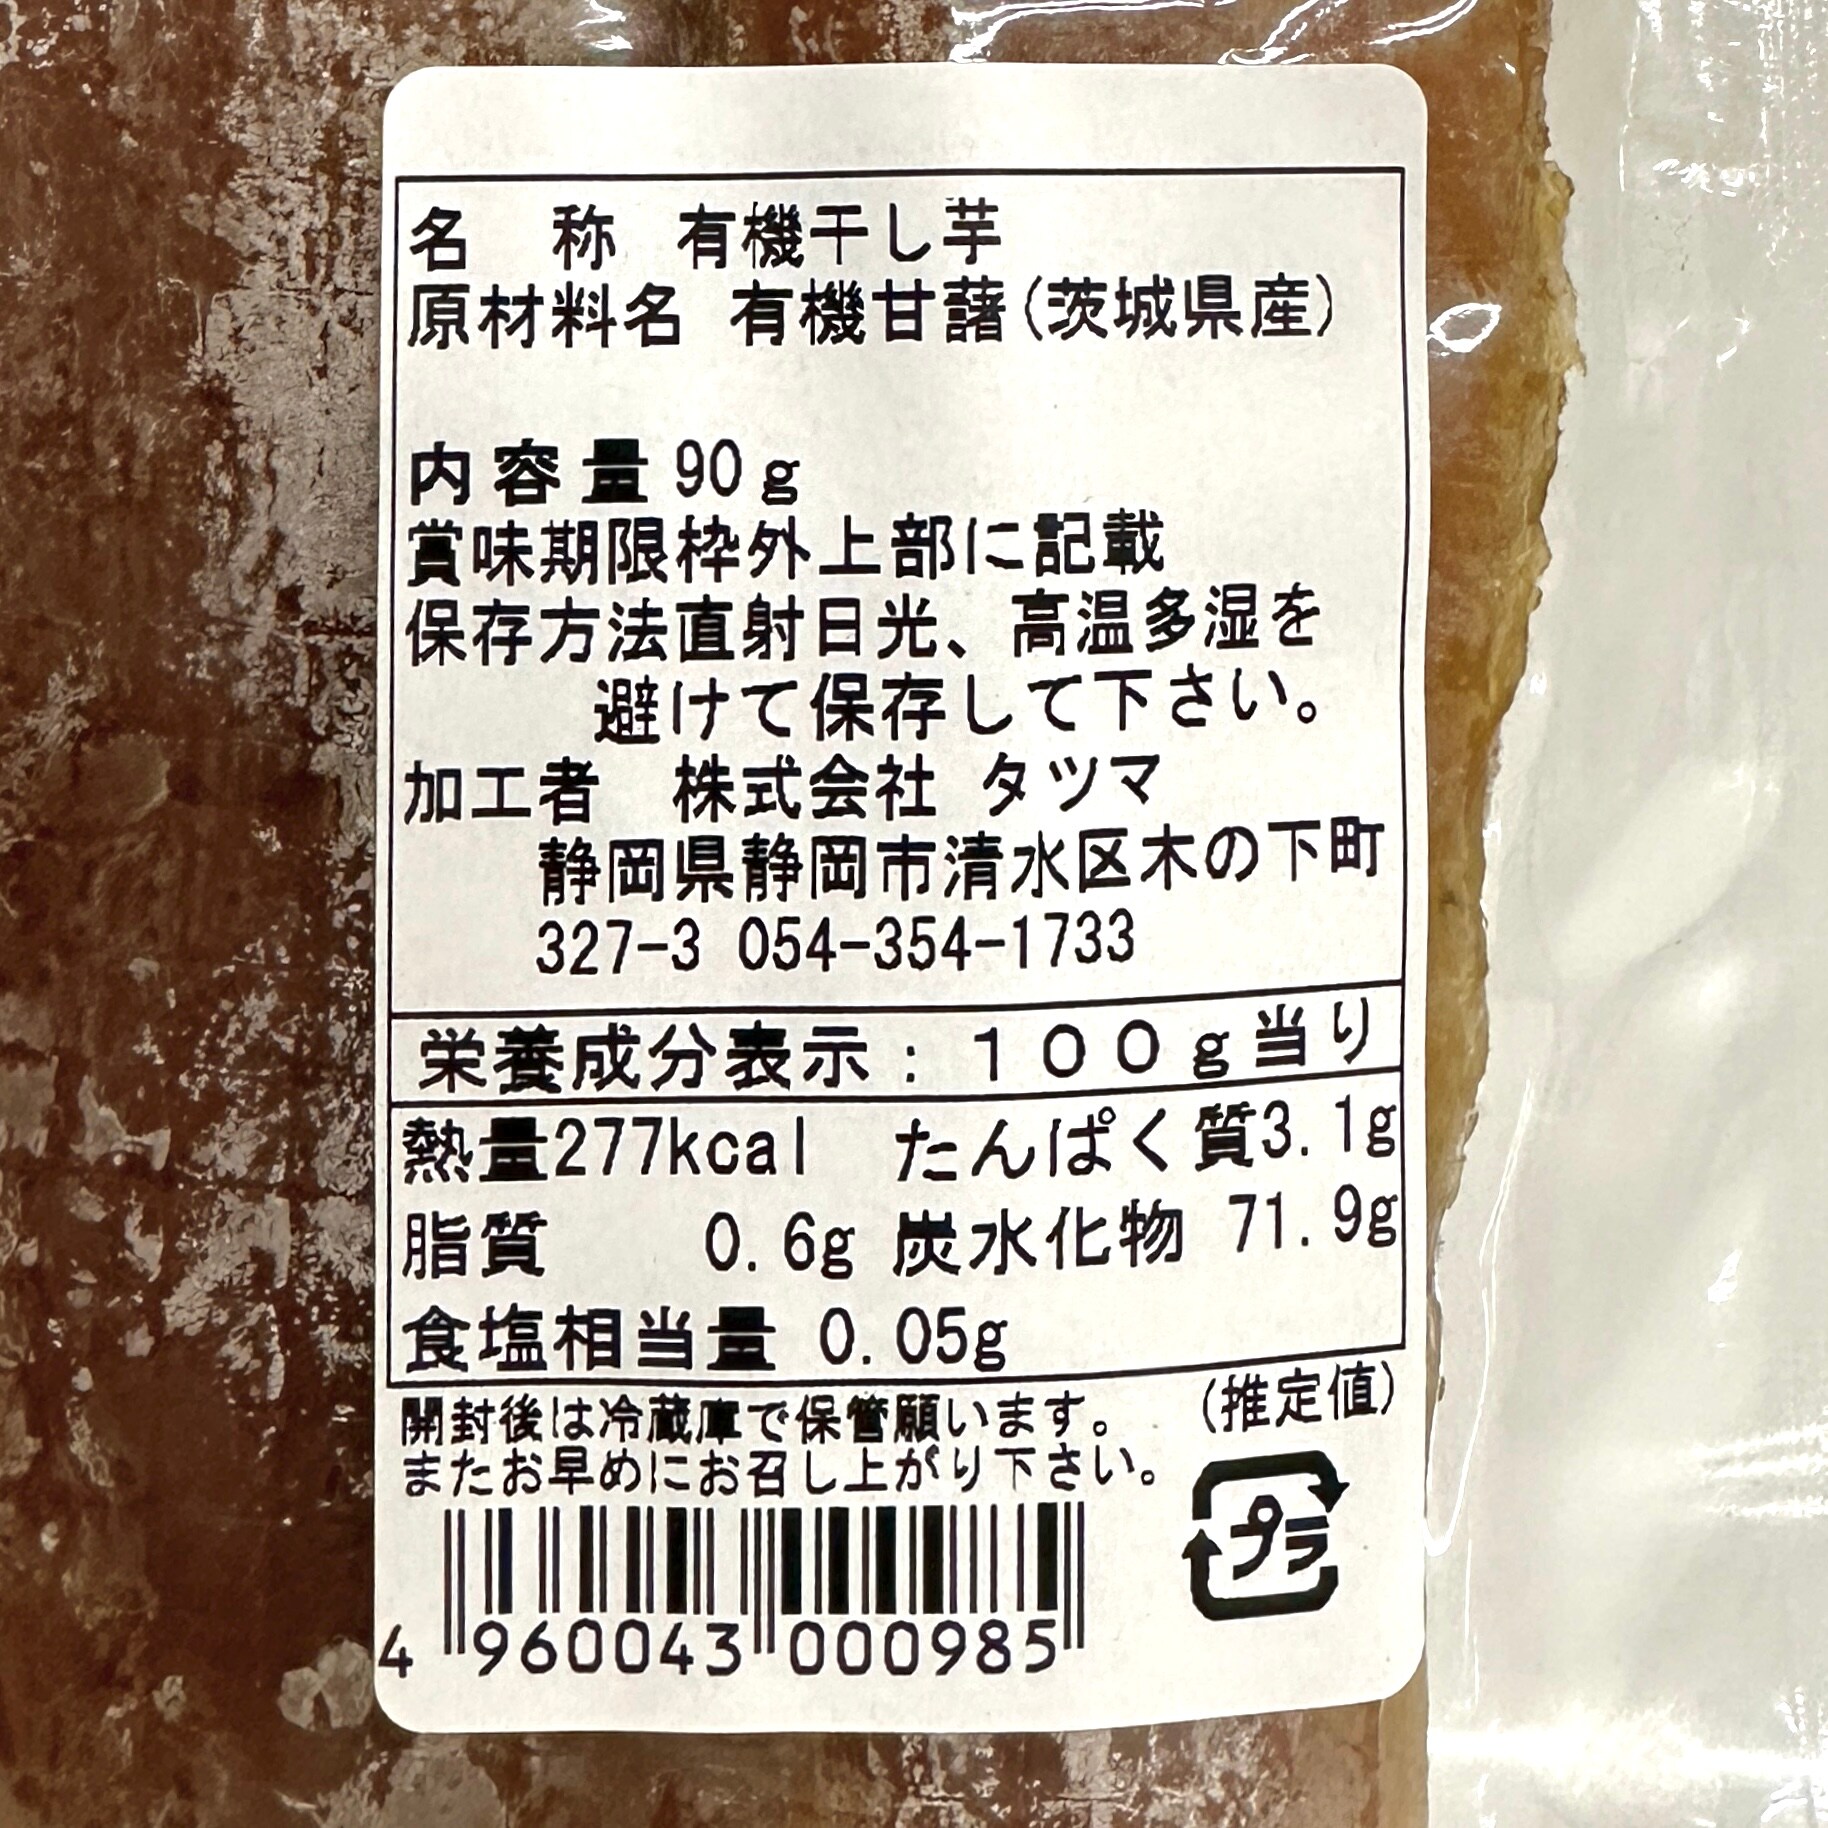 名　称 有機干し芋
原材料名 有機甘藷(茨城県産)
内容量 90g
賞味期限枠外上部に記載
保存方法直射日光、高温多湿を
避けて保存して下さい。
加工者 株式会社 タツマ
静岡県静岡市清水区木の下町
327-3 054-354-1733
栄養成分表示：１００g当り
熱量277kcal たんぱく質3.1g
脂質 0.6g 炭水化物 71.9g
食塩相当量 0.05g
(推定値)
開封後は冷蔵庫で保管願います。
またお早めにお召し上がり下さい。
プラ
4 960043 000985